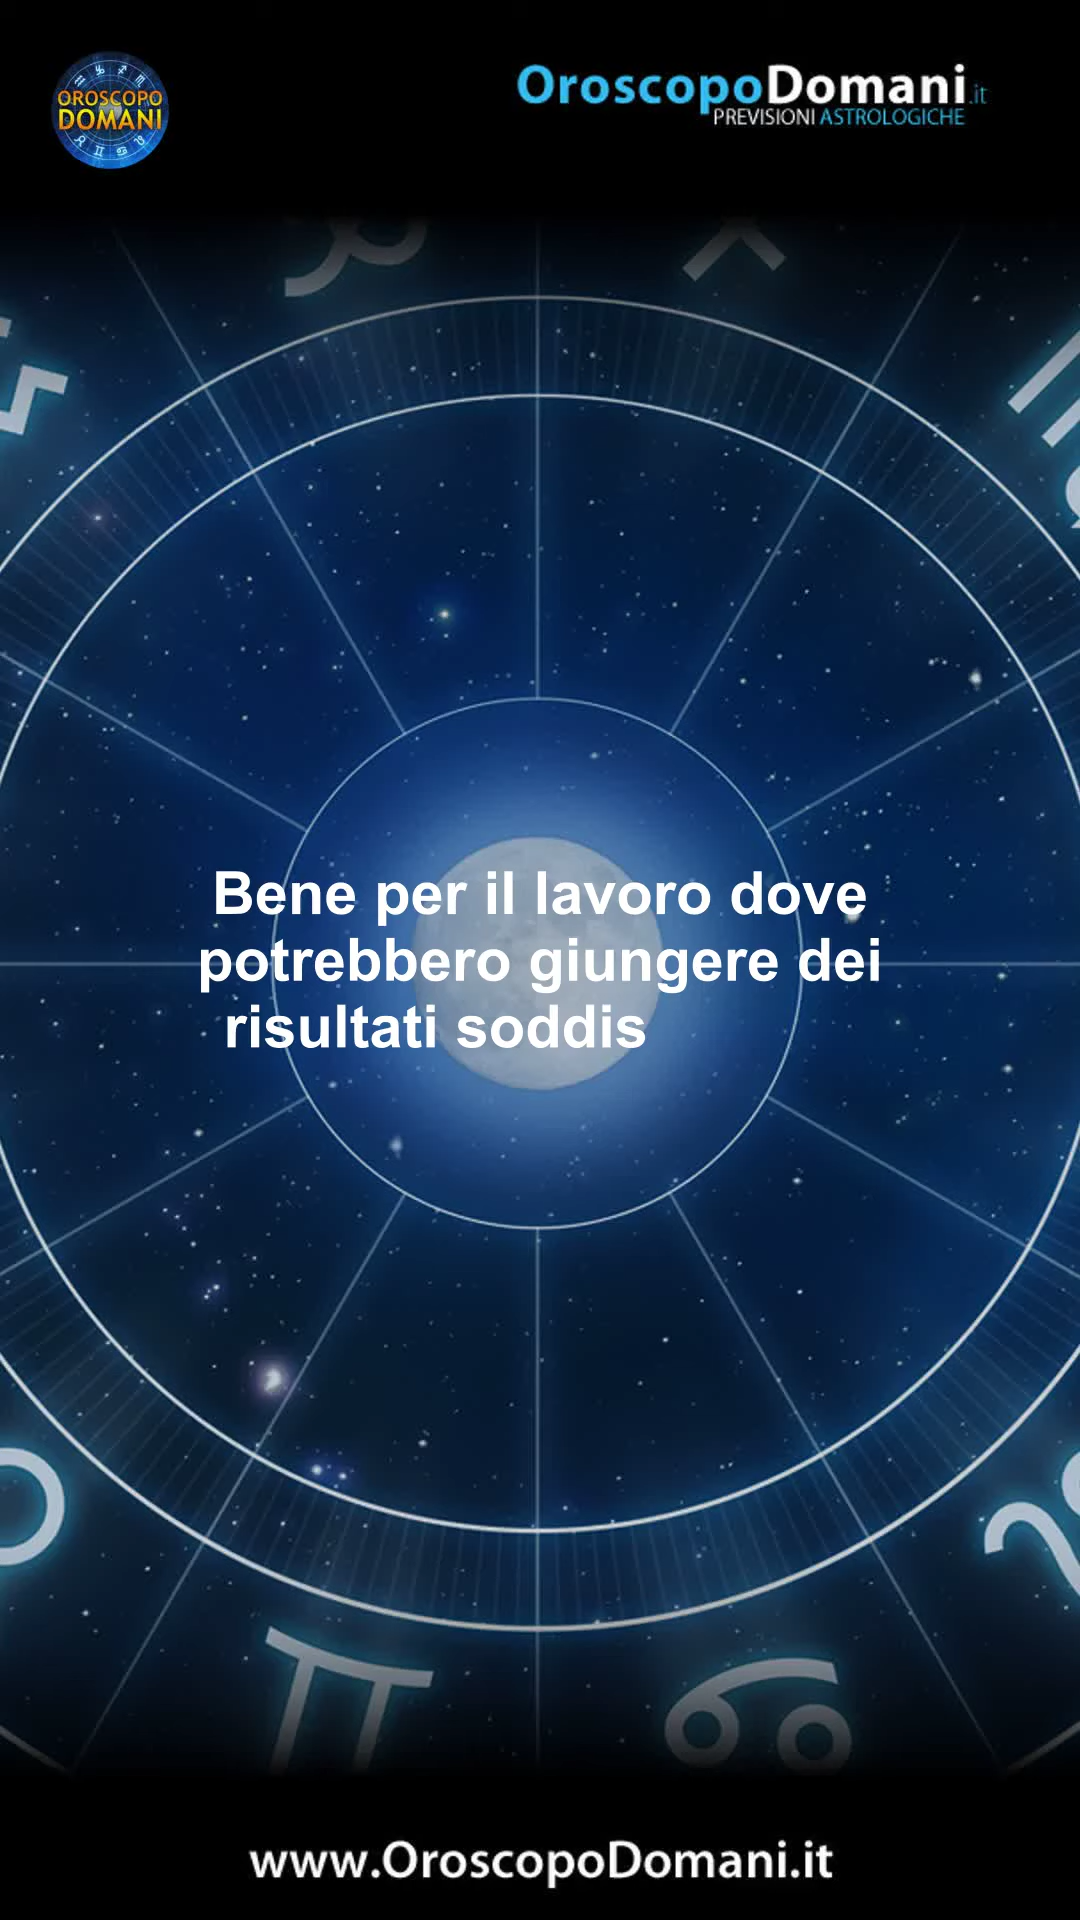 OROSCOPO
DOMANI
OroscopoDomani.it
PREVISIONI ASTROLOGICHE
Bene per il lavoro dove
potrebbero giungere dei
risultati soddis
www.OroscopoDomani.it